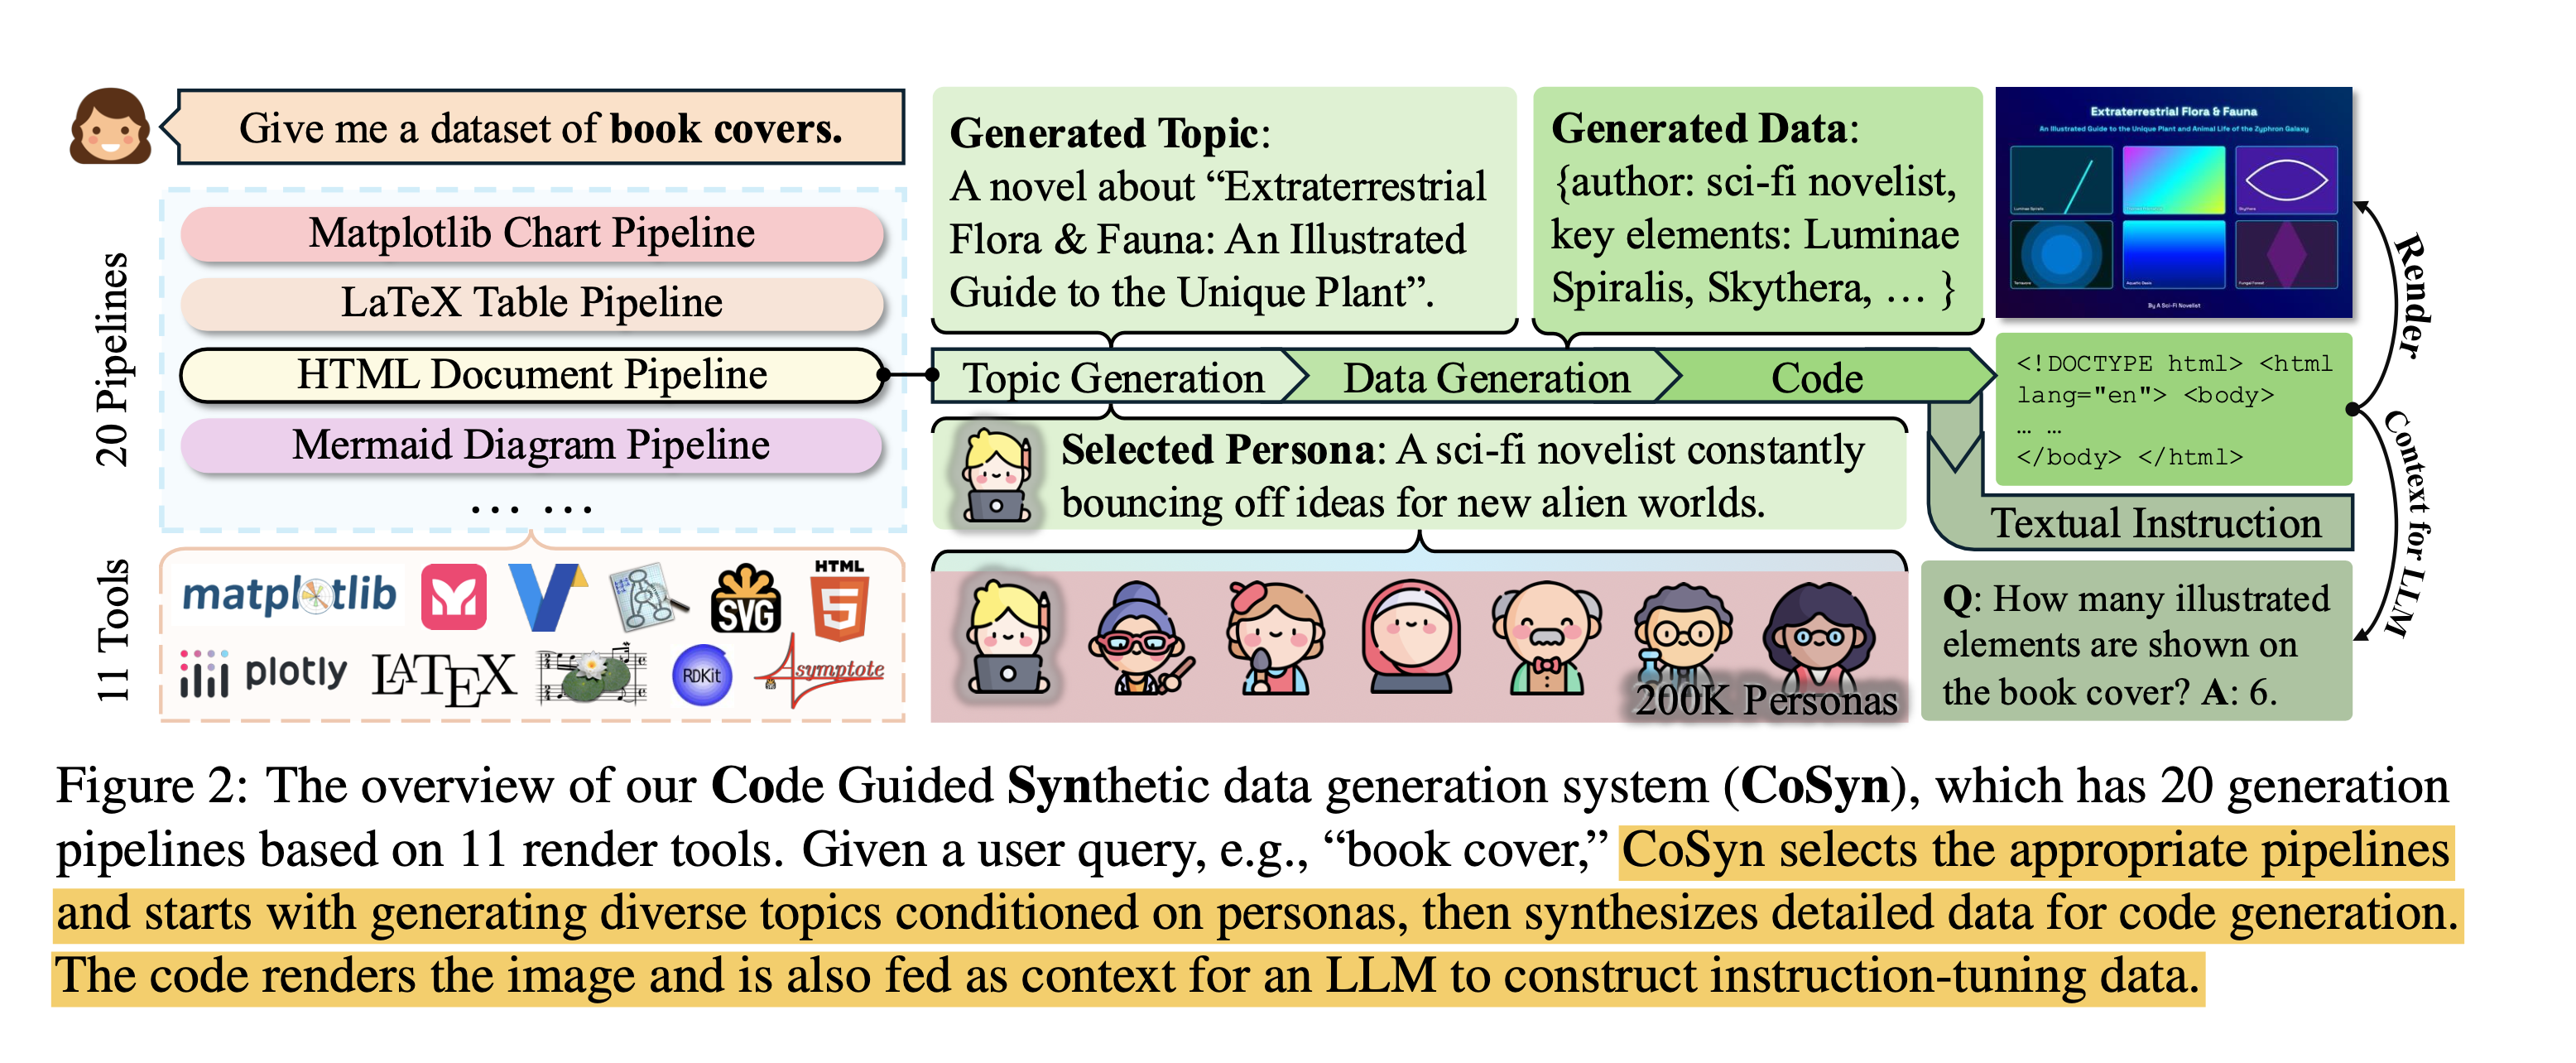 Give me a dataset of book covers.
20 Pipelines
Matplotlib Chart Pipeline
LaTeX Table Pipeline
HTML Document Pipeline
Mermaid Diagram Pipeline
... ...
11 Tools
matplotlib
SVG
HTML
5
plotly
LATEX
RDKit
Asymptote
Generated Topic:
A novel about “Extraterrestrial
Flora & Fauna: An Illustrated
Guide to the Unique Plant”.
Generated Data:
{author: sci-fi novelist,
key elements: Luminae
Spiralis, Skythera, … }
Topic Generation
Data Generation
Code
Selected Persona: A sci-fi novelist constantly
bouncing off ideas for new alien worlds.
200K Personas
Extraterrestrial Flora & Fauna
An Illustrated Guide to the Unique Plant and Animal Life of the Zyphron Galaxy
Luminae Spiralis
Skythera
Aquatic Oasis
Fungal Forest
By A Sci-Fi Novelist
Render
<!DOCTYPE html> <html
lang="en"> <body>
… …
</body> </html>
Context for LLM
Textual Instruction
Q: How many illustrated
elements are shown on
the book cover? A: 6.
Figure 2: The overview of our Code Guided Synthetic data generation system (CoSyn), which has 20 generation
pipelines based on 11 render tools. Given a user query, e.g., “book cover,” CoSyn selects the appropriate pipelines
and starts with generating diverse topics conditioned on personas, then synthesizes detailed data for code generation.
The code renders the image and is also fed as context for an LLM to construct instruction-tuning data.